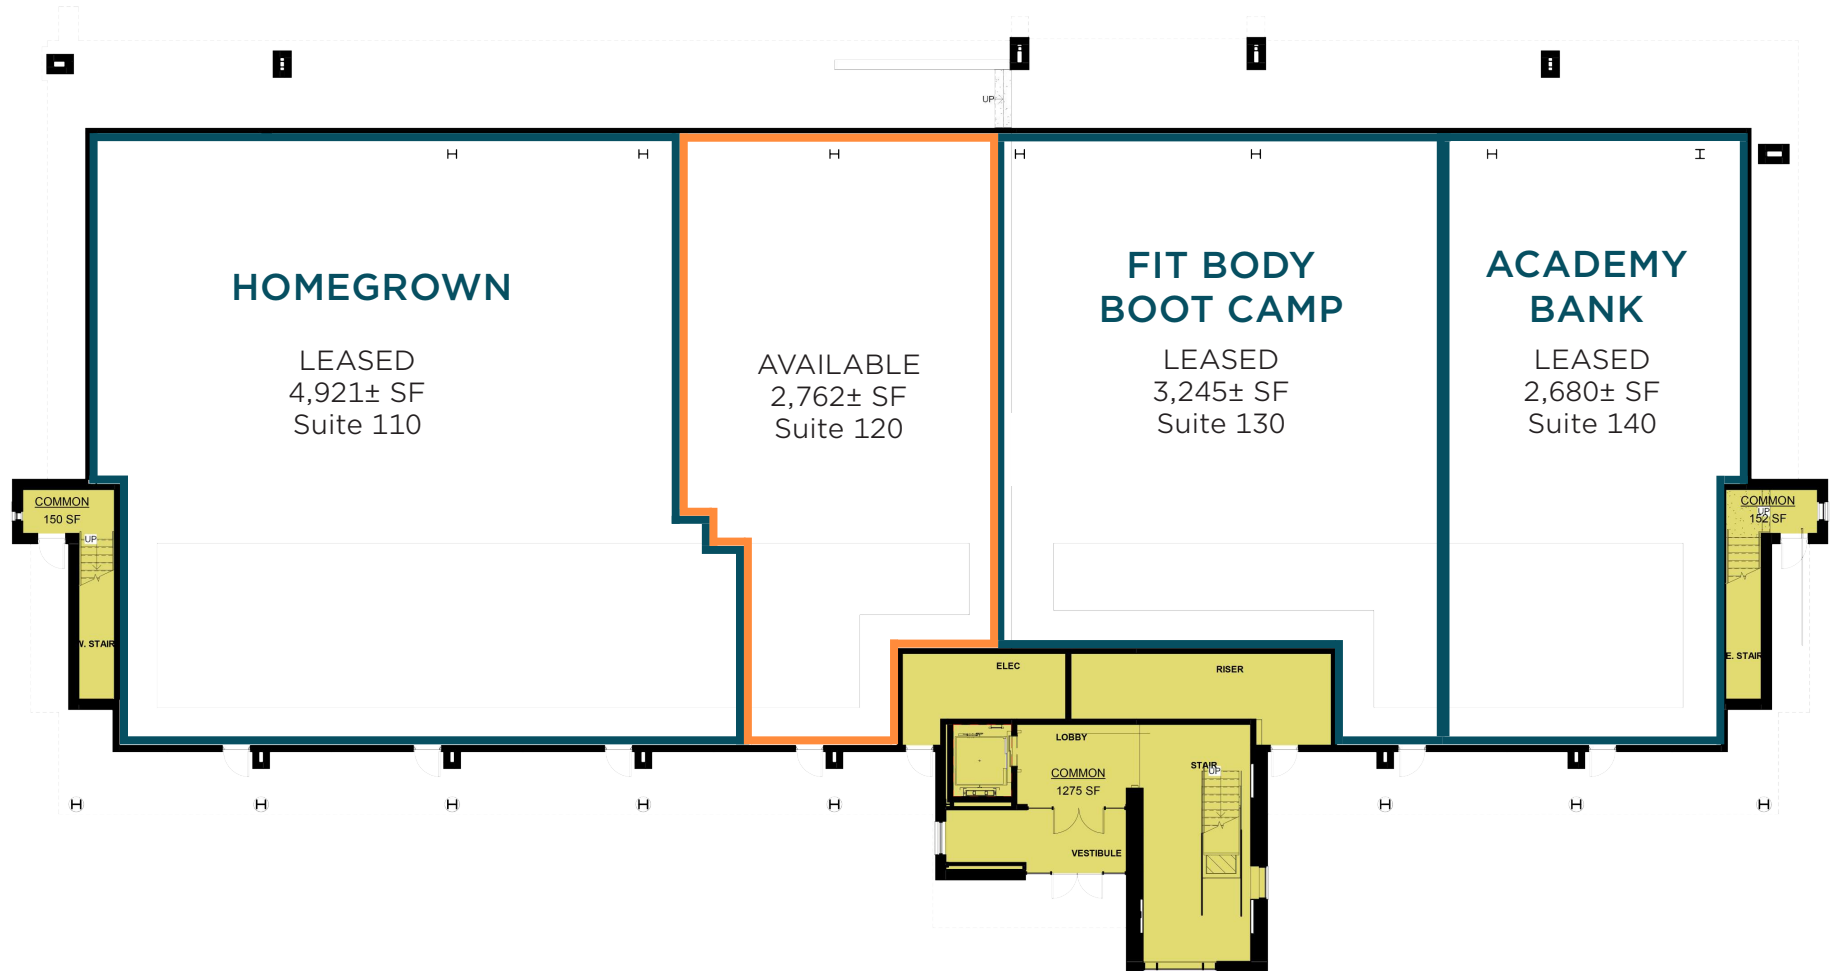 UP
HOMEGROWN
LEASED
4,921± SF
Suite 110
AVAILABLE
2,762± SF
Suite 120
FIT BODY
BOOT CAMP
LEASED
3,245± SF
Suite 130
ACADEMY
BANK
LEASED
2,680± SF
Suite 140
COMMON
150 SF
UP
W. STAIR
COMMON
152 SF
UP
E. STAIR
ELEC
RISER
LOBBY
COMMON
1275 SF
STAIR
UP
VESTIBULE